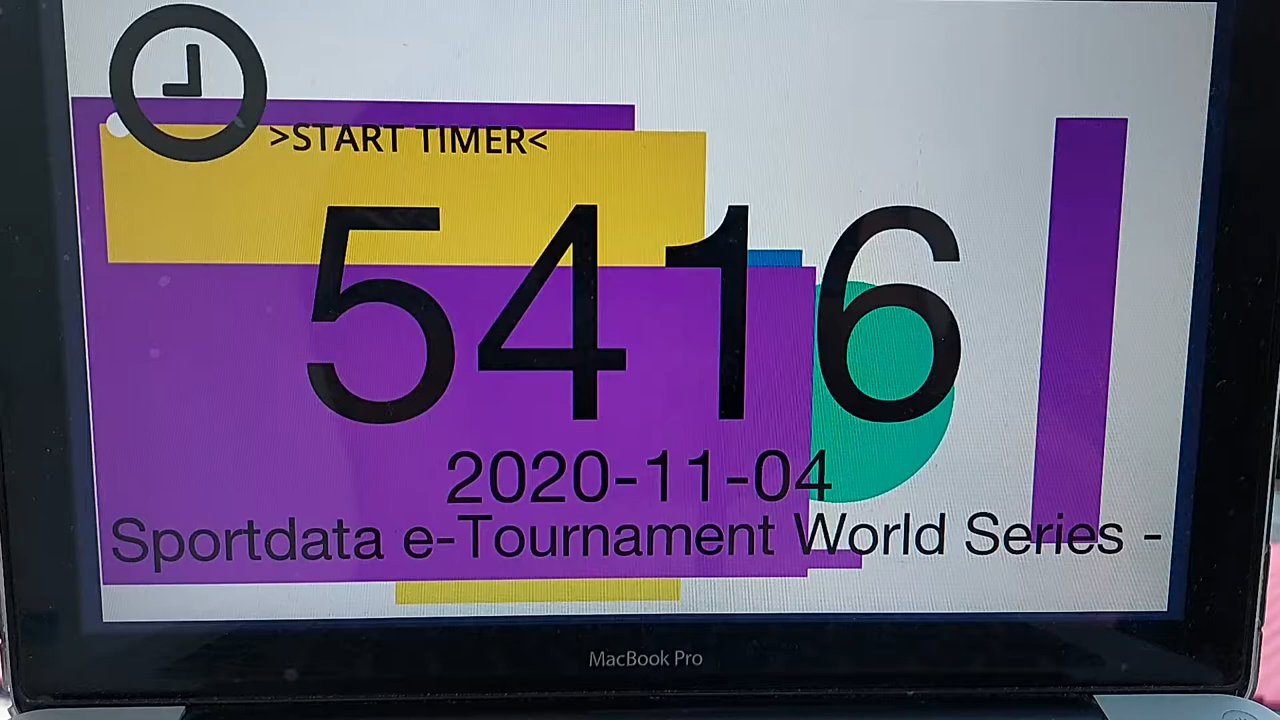 >START TIMER<
5416
2020-11-04
Sportdata e-Tournament World Series -
MacBook Pro